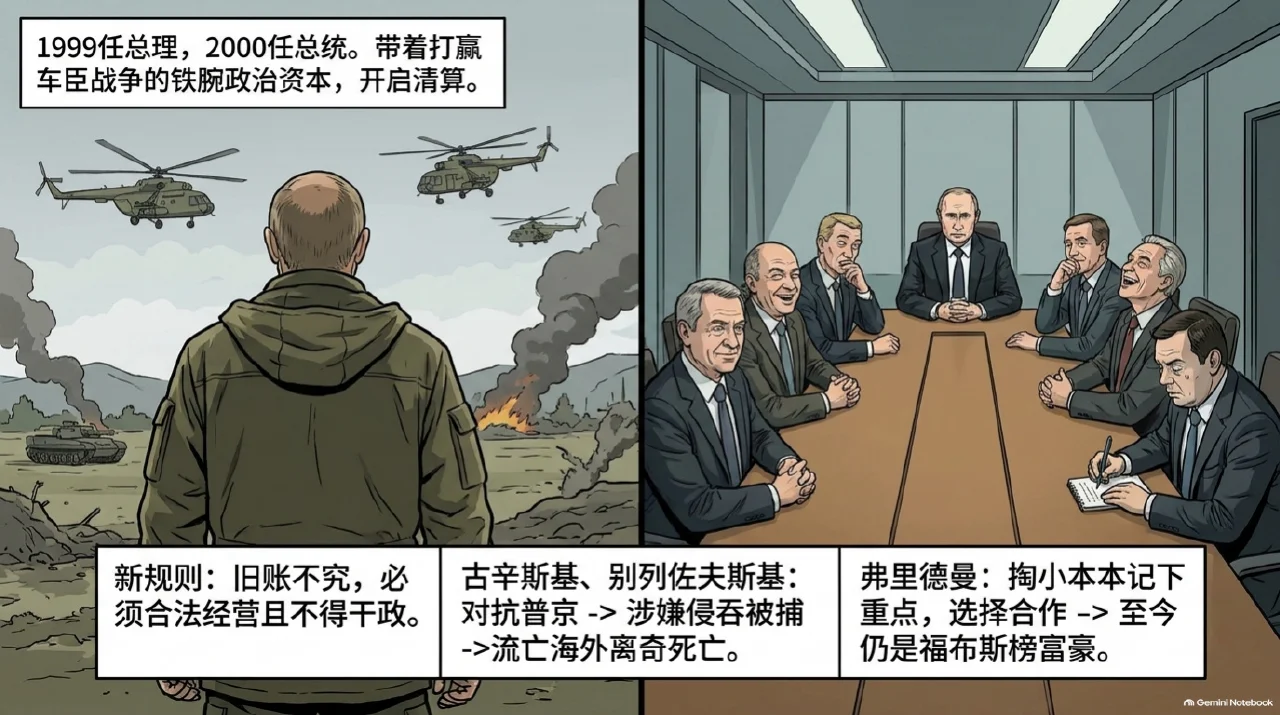 1999任总理，2000任总统。带着打赢
车臣战争的铁腕政治资本，开启清算。
新规则：旧账不究，必
须合法经营且不得干政。
古辛斯基、别列佐夫斯基：
对抗普京 -> 涉嫌侵吞被捕
->流亡海外离奇死亡。
弗里德曼：掏小本本记下
重点，选择合作 -> 至今
仍是福布斯榜富豪。
Gemini Notebook